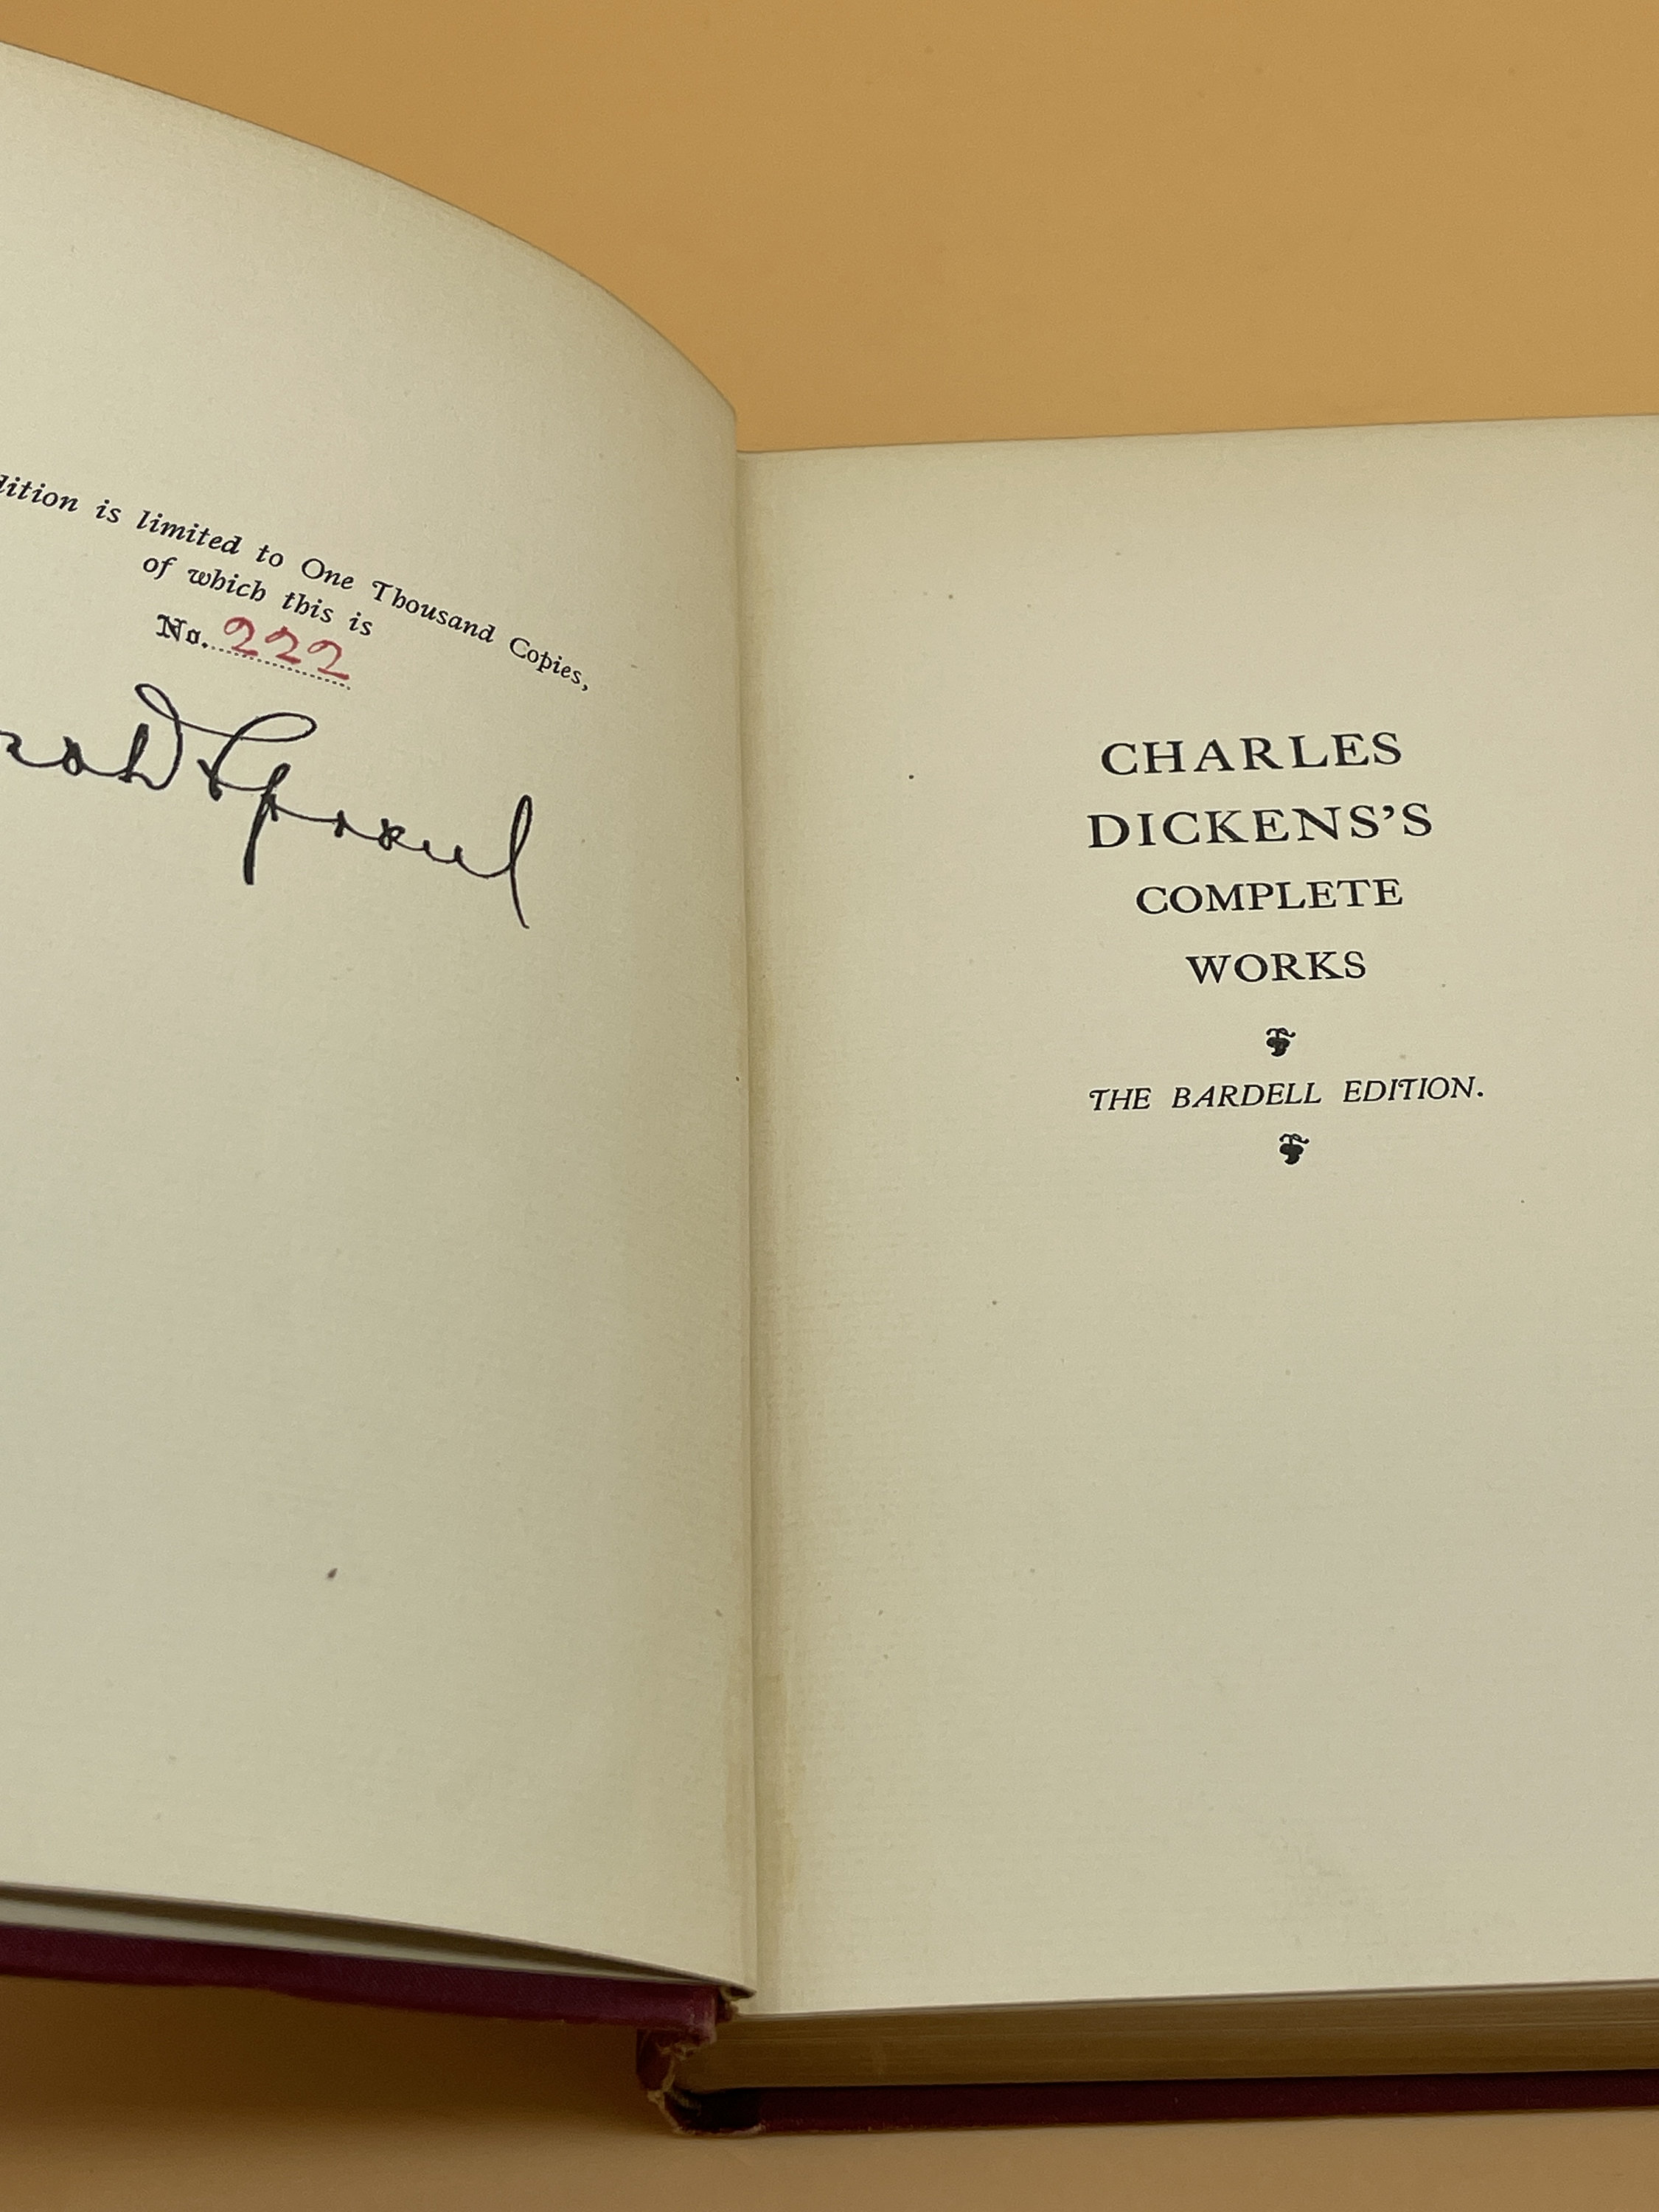 dition is limited to One Thousand Copies,
of which this is
No. 222
Sproul
CHARLES
DICKENS'S
COMPLETE
WORKS
THE BARDELL EDITION.